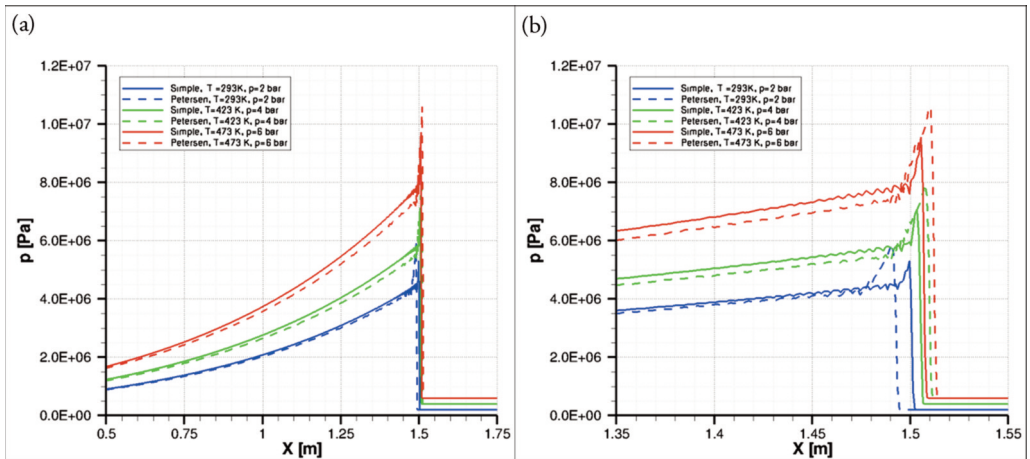 (a)
1.2E+07
1.0E+07
8.0E+06
6.0E+06
4.0E+06
2.0E+06
0.0E+00
p [Pa]
Simple, T =293K, p=2 bar
Petersen, T=293 K, p=2 bar
Simple, T=423 K, p=4 bar
Petersen, T=423 K, p=4 bar
Simple, T=473 K, p=6 bar
Petersen, T=473 K, p=6 bar
0.5 0.75 1 1.25 1.5 1.75
X [m]
(b)
1.2E+07
1.0E+07
8.0E+06
6.0E+06
4.0E+06
2.0E+06
0.0E+00
p [Pa]
Simple, T =293K, p=2 bar
Petersen, T=293 K, p=2 bar
Simple, T=423 K, p=4 bar
Petersen, T=423 K, p=4 bar
Simple, T=473 K, p=6 bar
Petersen, T=473 K, p=6 bar
1.35 1.4 1.45 1.5 1.55
X [m]